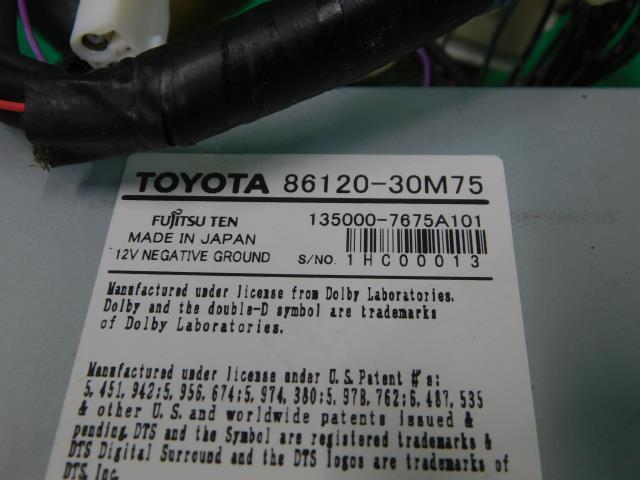 TOYOTA 86120-30M75
FUJITSU TEN 135000-7675A101
MADE IN JAPAN
12V NEGATIVE GROUND S/NO. 1HC00013
Manufactured under license from Dolby Laboratories.
Dolby and the double-D symbol are trademarks
of Dolby Laboratories.
Manufactured under license under U.S. Patent #'s:
5,451,942;5,956,674;5,974,380;5,978,762;6,487,535
& other U.S. and worldwide patents issued &
pending. DTS and the Symbol are registered trademarks &
DTS Digital Surround and the DTS logos are trademarks of
DTS, Inc.